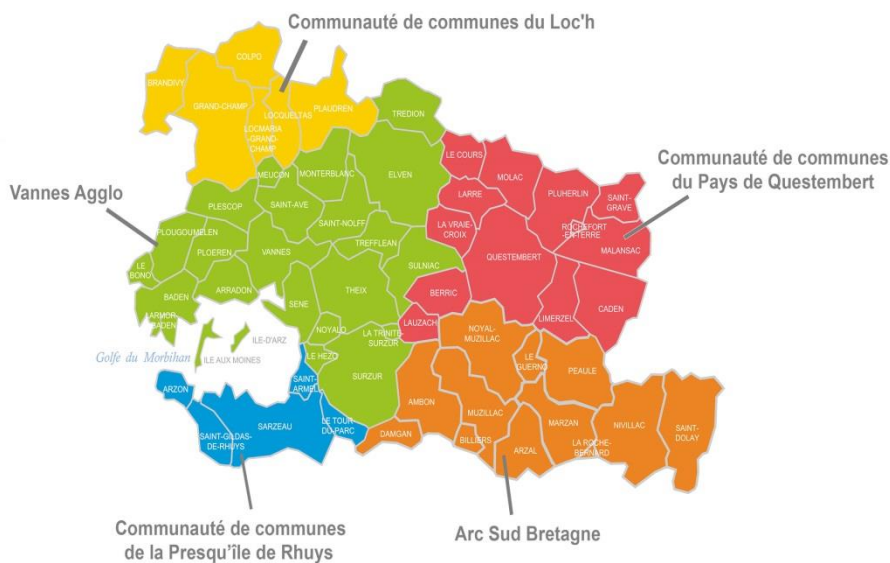 Communauté de communes du Loc'h
COLPO
BRANDIVY
GRAND-CHAMP
LOCQUELTAS
PLAUDREN
LOCMARIA
-GRAND-
CHAMP
TREDION
Communauté de communes
du Pays de Questembert
LE COURS
MOLAC
PLUHERLIN
SAINT-
GRAVE
LARRE
ROCHEFORT
-EN-TERRE
MALANSAC
LA VRAIE-
CROIX
QUESTEMBERT
BERRIC
LIMERZEL
CADEN
LAUZACH
Vannes Agglo
MEUCON
MONTERBLANC
ELVEN
PLESCOP
SAINT-AVE
SAINT-NOLFF
PLOUGOUMELEN
PLOEREN
VANNES
TREFFLEAN
SULNIAC
LE
BONO
BADEN
ARRADON
SENE
THEIX
ARMOR-
BADEN
ILE-D'ARZ
NOYALO
LA TRINITE-
SURZUR
Golfe du Morbihan
ILE AUX MOINES
LE HEZO
SURZUR
ARZON
SAINT-
ARMEL
SARZEAU
LE TOUR
DU-PARC
SAINT-GILDAS-
DE-RHUYS
NOYAL-
MUZILLAC
LE
GUERNO
PEAULE
AMBON
MUZILLAC
MARZAN
NIVILLAC
SAINT-
DOLAY
DAMGAN
BILLIERS
ARZAL
LA ROCHE-
BERNARD
Communauté de communes
de la Presqu'île de Rhuys
Arc Sud Bretagne